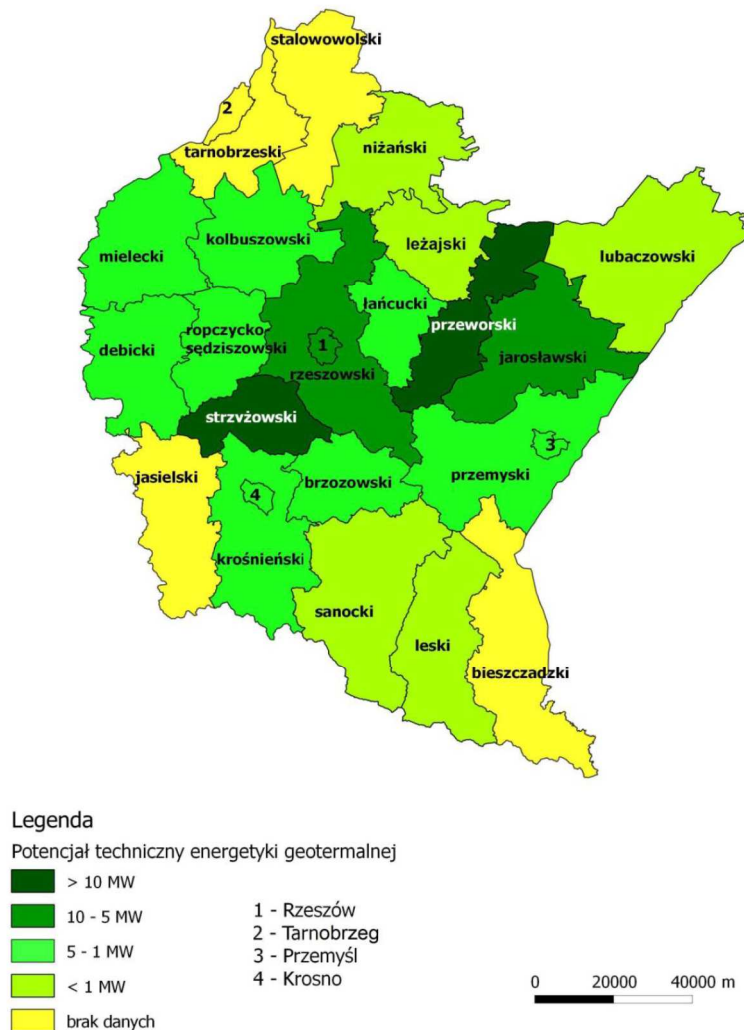 stalowowolski
2
tarnobrzeski
niżański
kolbuszowski
leżajski
mielecki
lubaczowski
łańcucki
ropczycko-
sędziszowski
przeworski
debicki
1
jarosławski
rzeszowski
strzyżowski
3
jasielski
brzozowski
przemyski
4
krośnieński
sanocki
leski
bieszczadzki
Legenda
Potencjał techniczny energetyki geotermalnej
> 10 MW
10 - 5 MW
5 - 1 MW
< 1 MW
brak danych
1 - Rzeszów
2 - Tarnobrzeg
3 - Przemyśl
4 - Krosno
0 20000 40000 m